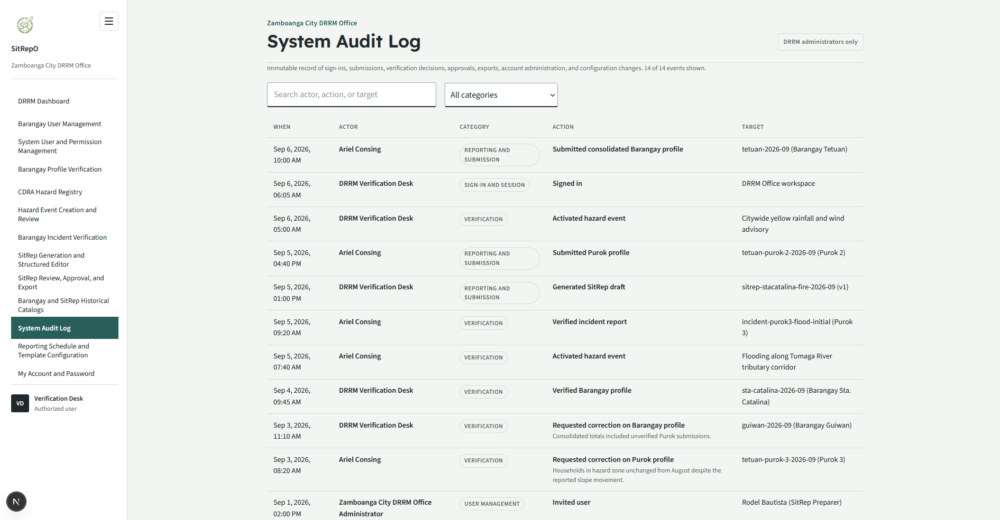 SR
SitRepO
Zamboanga City DRRM Office
DRRM Dashboard
Barangay User Management
System User and Permission
Management
Barangay Profile Verification
CDRA Hazard Registry
Hazard Event Creation and
Review
Barangay Incident Verification
SitRep Generation and
Structured Editor
SitRep Review, Approval, and
Export
Barangay and SitRep Historical
Catalogs
System Audit Log
Reporting Schedule and
Template Configuration
My Account and Password
VD
Verification Desk
Authorized user
N
Zamboanga City DRRM Office
System Audit Log
DRRM administrators only
Immutable record of sign-ins, submissions, verification decisions, approvals, exports, account administration, and configuration changes. 14 of 14 events shown.
Search actor, action, or target
All categories
WHEN ACTOR CATEGORY ACTION TARGET
Sep 6, 2026, Ariel Consing REPORTING AND Submitted consolidated Barangay profile tetuan-2026-09 (Barangay Tetuan)
10:00 AM SUBMISSION
Sep 6, 2026, DRRM Verification Desk SIGN-IN AND SESSION Signed in DRRM Office workspace
06:05 AM
Sep 6, 2026, DRRM Verification Desk VERIFICATION Activated hazard event Citywide yellow rainfall and wind
05:00 AM advisory
Sep 5, 2026, Ariel Consing REPORTING AND Submitted Purok profile tetuan-purok-2-2026-09 (Purok 2)
04:40 PM SUBMISSION
Sep 5, 2026, DRRM Verification Desk REPORTING AND Generated SitRep draft sitrep-stacatalina-fire-2026-09 (v1)
01:00 PM SUBMISSION
Sep 5, 2026, Ariel Consing VERIFICATION Verified incident report incident-purok3-flood-initial (Purok
09:20 AM 3)
Sep 5, 2026, Ariel Consing VERIFICATION Activated hazard event Flooding along Tumaga River
07:40 AM tributary corridor
Sep 4, 2026, DRRM Verification Desk VERIFICATION Verified Barangay profile sta-catalina-2026-09 (Barangay Sta.
09:45 AM Catalina)
Sep 3, 2026, DRRM Verification Desk VERIFICATION Requested correction on Barangay profile guiwan-2026-09 (Barangay Guiwan)
11:10 AM Consolidated totals included unverified Purok submissions.
Sep 3, 2026, Ariel Consing VERIFICATION Requested correction on Purok profile tetuan-purok-3-2026-09 (Purok 3)
08:20 AM Households in hazard zone unchanged from August despite the
reported slope movement.
Sep 1, 2026, Zamboanga City DRRM Office USER MANAGEMENT Invited user Rodel Bautista (SitRep Preparer)
02:00 PM Administrator